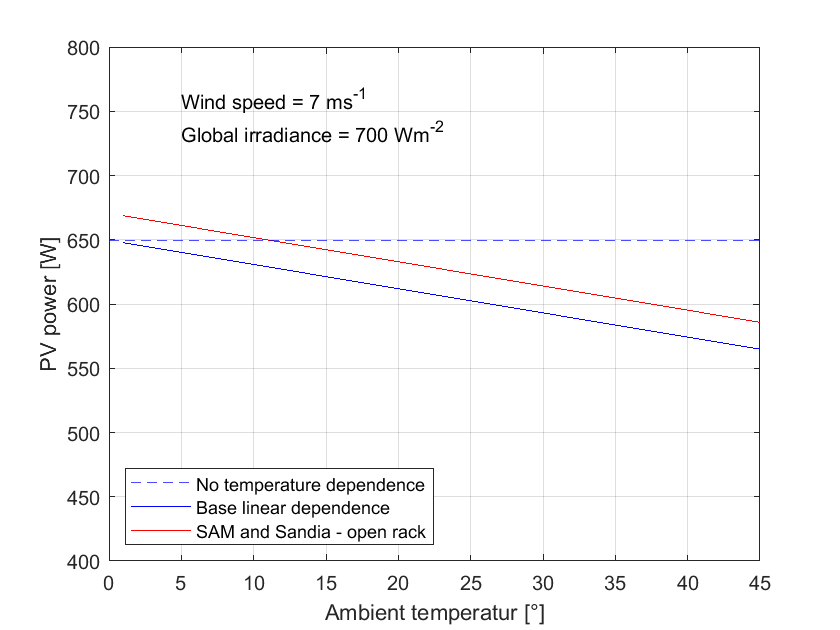 Wind speed = 7 ms⁻¹
Global irradiance = 700 Wm⁻²
800
750
700
650
600
550
500
450
400
PV power [W]
No temperature dependence
Base linear dependence
SAM and Sandia - open rack
0 5 10 15 20 25 30 35 40 45
Ambient temperatur [°]